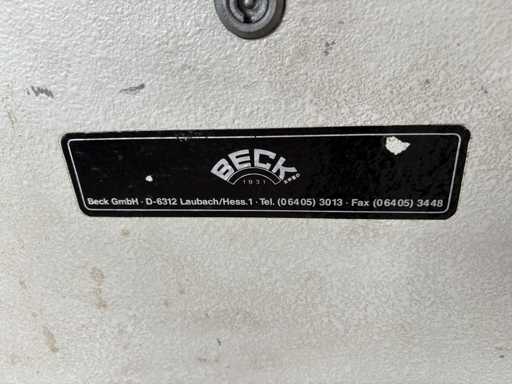 BECK
1931
Beck GmbH · D-6312 Laubach/Hess.1 · Tel. (06405) 3013 · Fax (06405) 3448